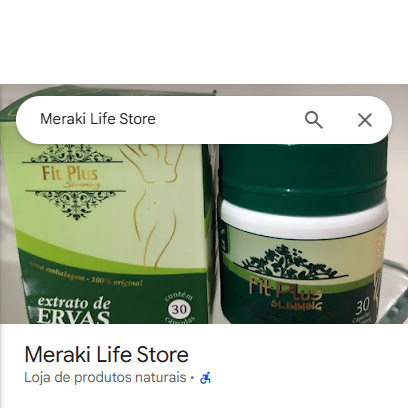 Meraki Life Store
Fit Plus
Slimming
nova embalagem - 100% original
extrato de
ERVAS
contém
30
cápsulas
Fit Plus
SLIMMING
30
Meraki Life Store
Loja de produtos naturais •